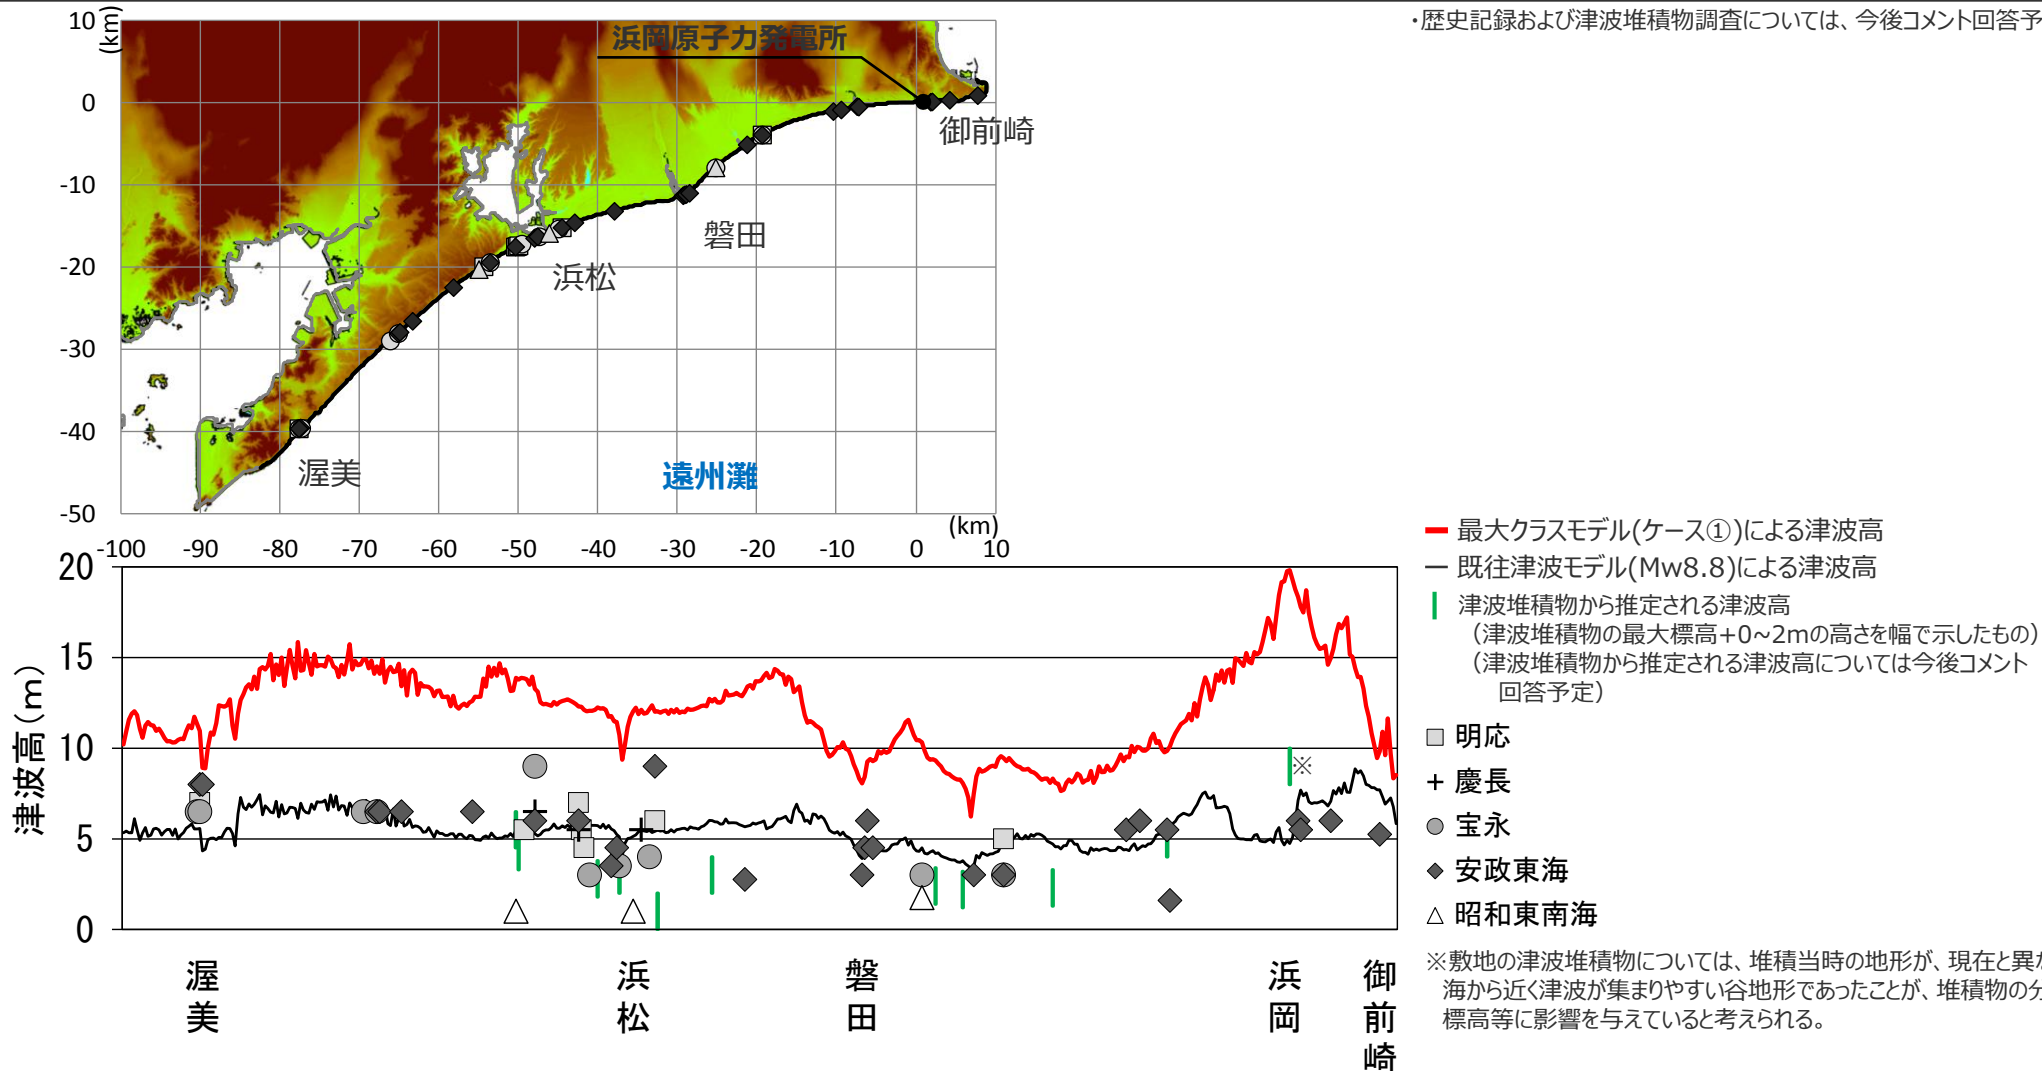 ・歴史記録および津波堆積物調査については、今後コメント回答予
(km)
10
0
-10
-20
-30
-40
-50
浜岡原子力発電所
御前崎
磐田
浜松
渥美
遠州灘
(km)
-100 -90 -80 -70 -60 -50 -40 -30 -20 -10 0 10
津波高(m)
20
15
10
5
0
※
渥美
浜松
磐田
浜岡
御前崎
最大クラスモデル(ケース①)による津波高
既往津波モデル(Mw8.8)による津波高
津波堆積物から推定される津波高
(津波堆積物の最大標高+0~2mの高さを幅で示したもの)
(津波堆積物から推定される津波高については今後コメント
回答予定)
明応
慶長
宝永
安政東海
昭和東南海
※敷地の津波堆積物については、堆積当時の地形が、現在と異
海から近く津波が集まりやすい谷地形であったことが、堆積物の
標高等に影響を与えていると考えられる。